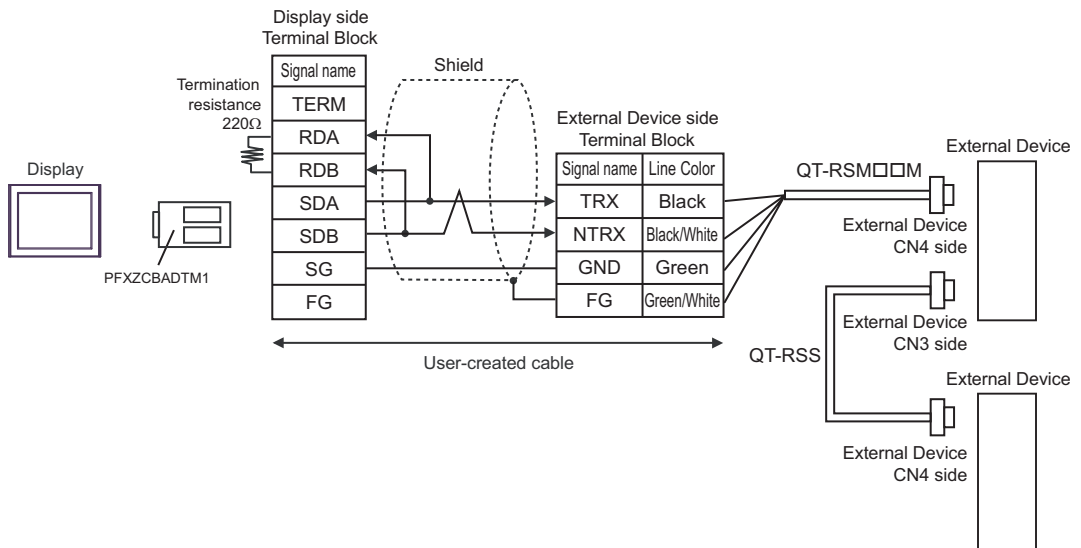 Display side
Terminal Block
Signal name
TERM
RDA
RDB
SDA
SDB
SG
FG
Termination
resistance
220Ω
Display
PFXZCBADTM1
Shield
External Device side
Terminal Block
Signal name Line Color
TRX Black
NTRX Black/White
GND Green
FG Green/White
User-created cable
QT-RSM□□M
External Device
External Device
CN4 side
External Device
CN3 side
QT-RSS
External Device
External Device
CN4 side